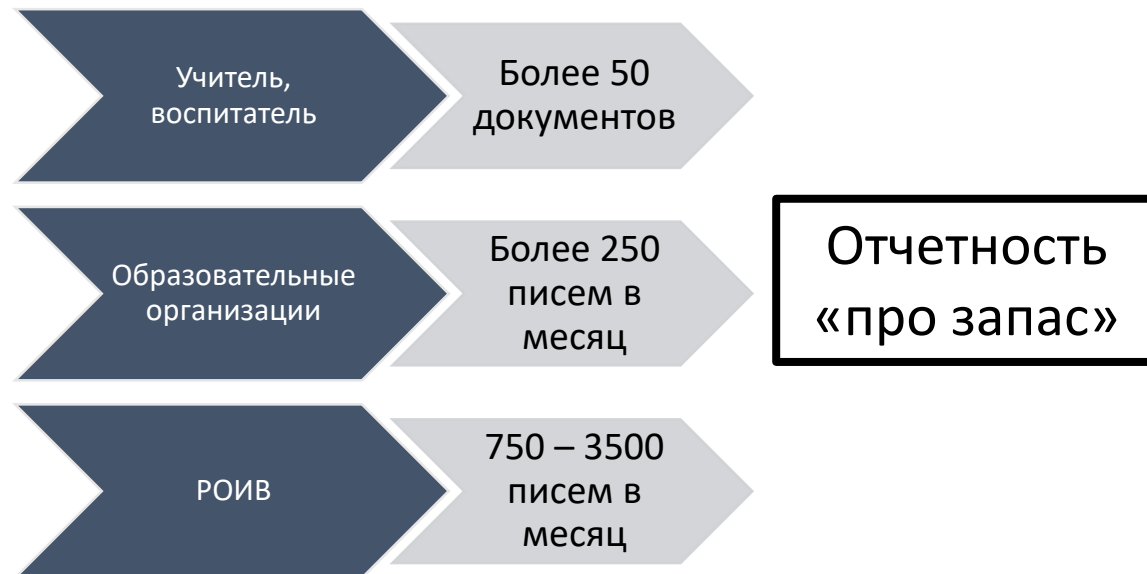 Учитель,
воспитатель
Более 50
документов
Образовательные
организации
Более 250
писем в
месяц
Отчетность
«про запас»
РОИВ
750 – 3500
писем в
месяц